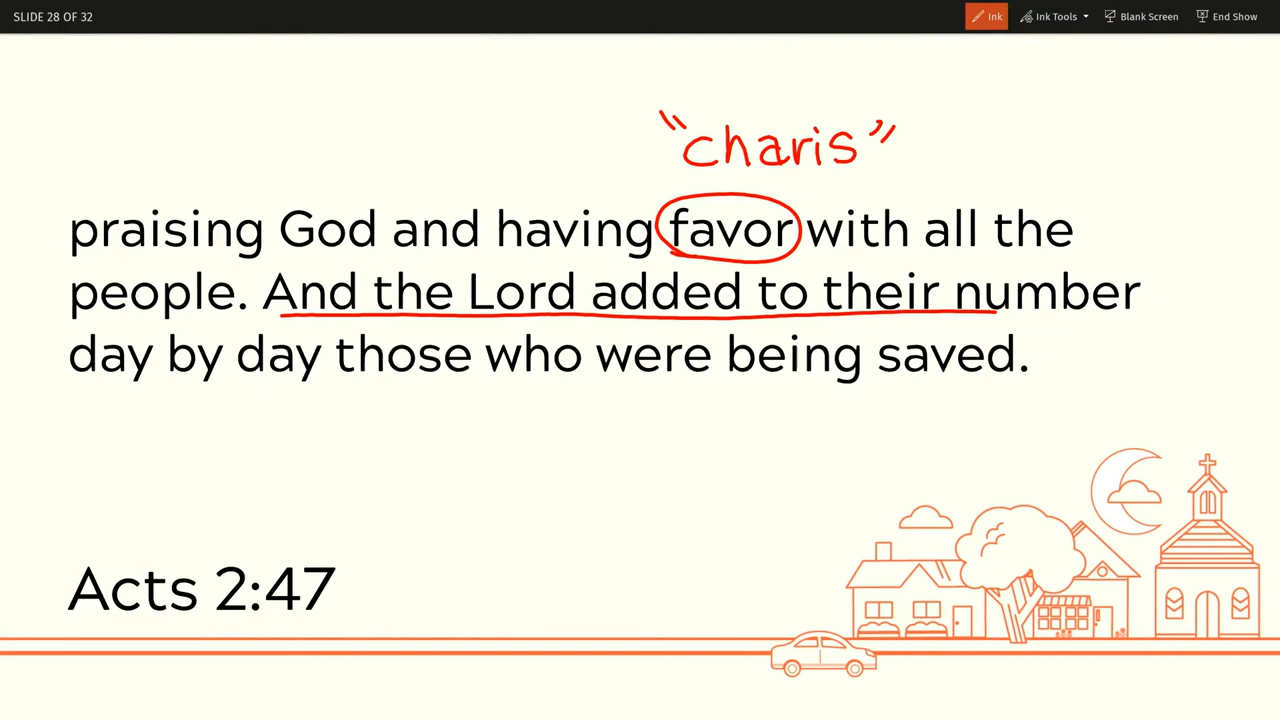 SLIDE 28 OF 32
Ink
Ink Tools
Blank Screen
End Show
“charis”
praising God and having favor with all the
people. And the Lord added to their number
day by day those who were being saved.
Acts 2:47